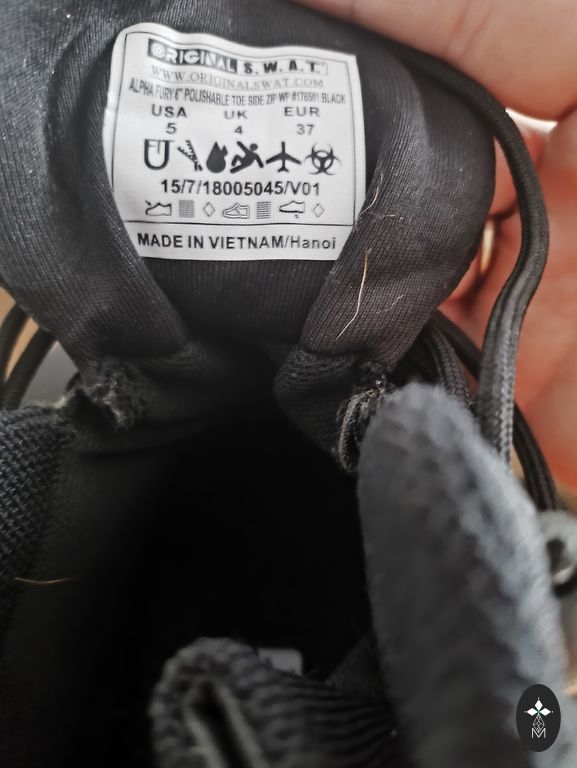 ORIGINAL S.W.A.T.
WWW.ORIGINALSWAT.COM
ALPHA FURY 6" POLISHABLE TOE SIDE ZIP WP #176501 BLACK
USA UK EUR
5 4 37
15/7/18005045/V01
MADE IN VIETNAM/Hanoi